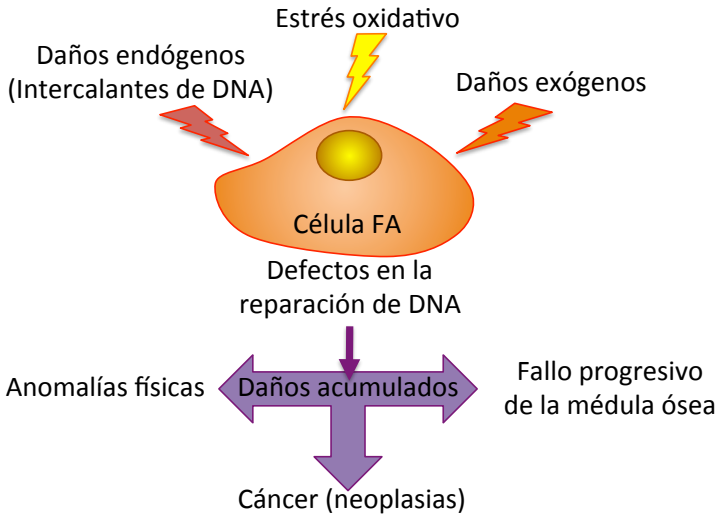 Estrés oxidativo
Daños endógenos
(Intercalantes de DNA)
Daños exógenos
Célula FA
Defectos en la
reparación de DNA
Anomalías físicas
Daños acumulados
Fallo progresivo
de la médula ósea
Cáncer (neoplasias)